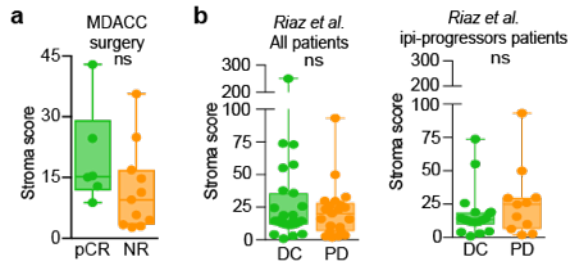 a
MDACC
surgery
ns
Stroma score
45
30
15
0
pCR NR
b
Riaz et al.
All patients
ns
Stroma score
300
200
100
75
50
25
0
DC PD
Riaz et al.
ipi-progressors patients
ns
Stroma score
300
200
100
75
50
25
0
DC PD